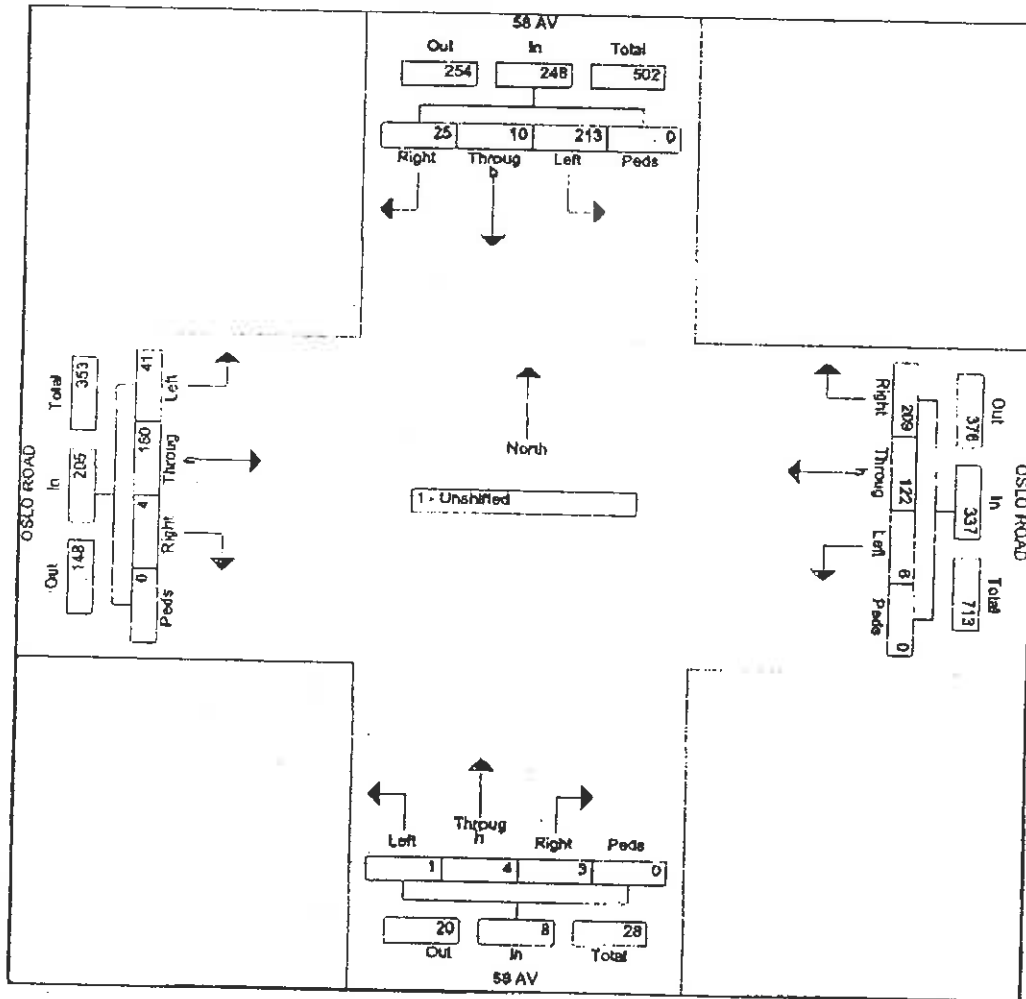 58 AV
Out In Total
254 248 502
25 10 213 0
Right Throug Left Peds
h
Total 353
In 205
Out 148
OSLO ROAD
41 Left
160 Throug
h
4 Right
0 Peds
North
1 - Unshifted
Right 209
Throug 122
h
Left 6
Peds 0
Out 376
In 337
Total 713
OSLO ROAD
Left Throug Right Peds
h
1 4 3 0
20 8 28
Out In Total
58 AV